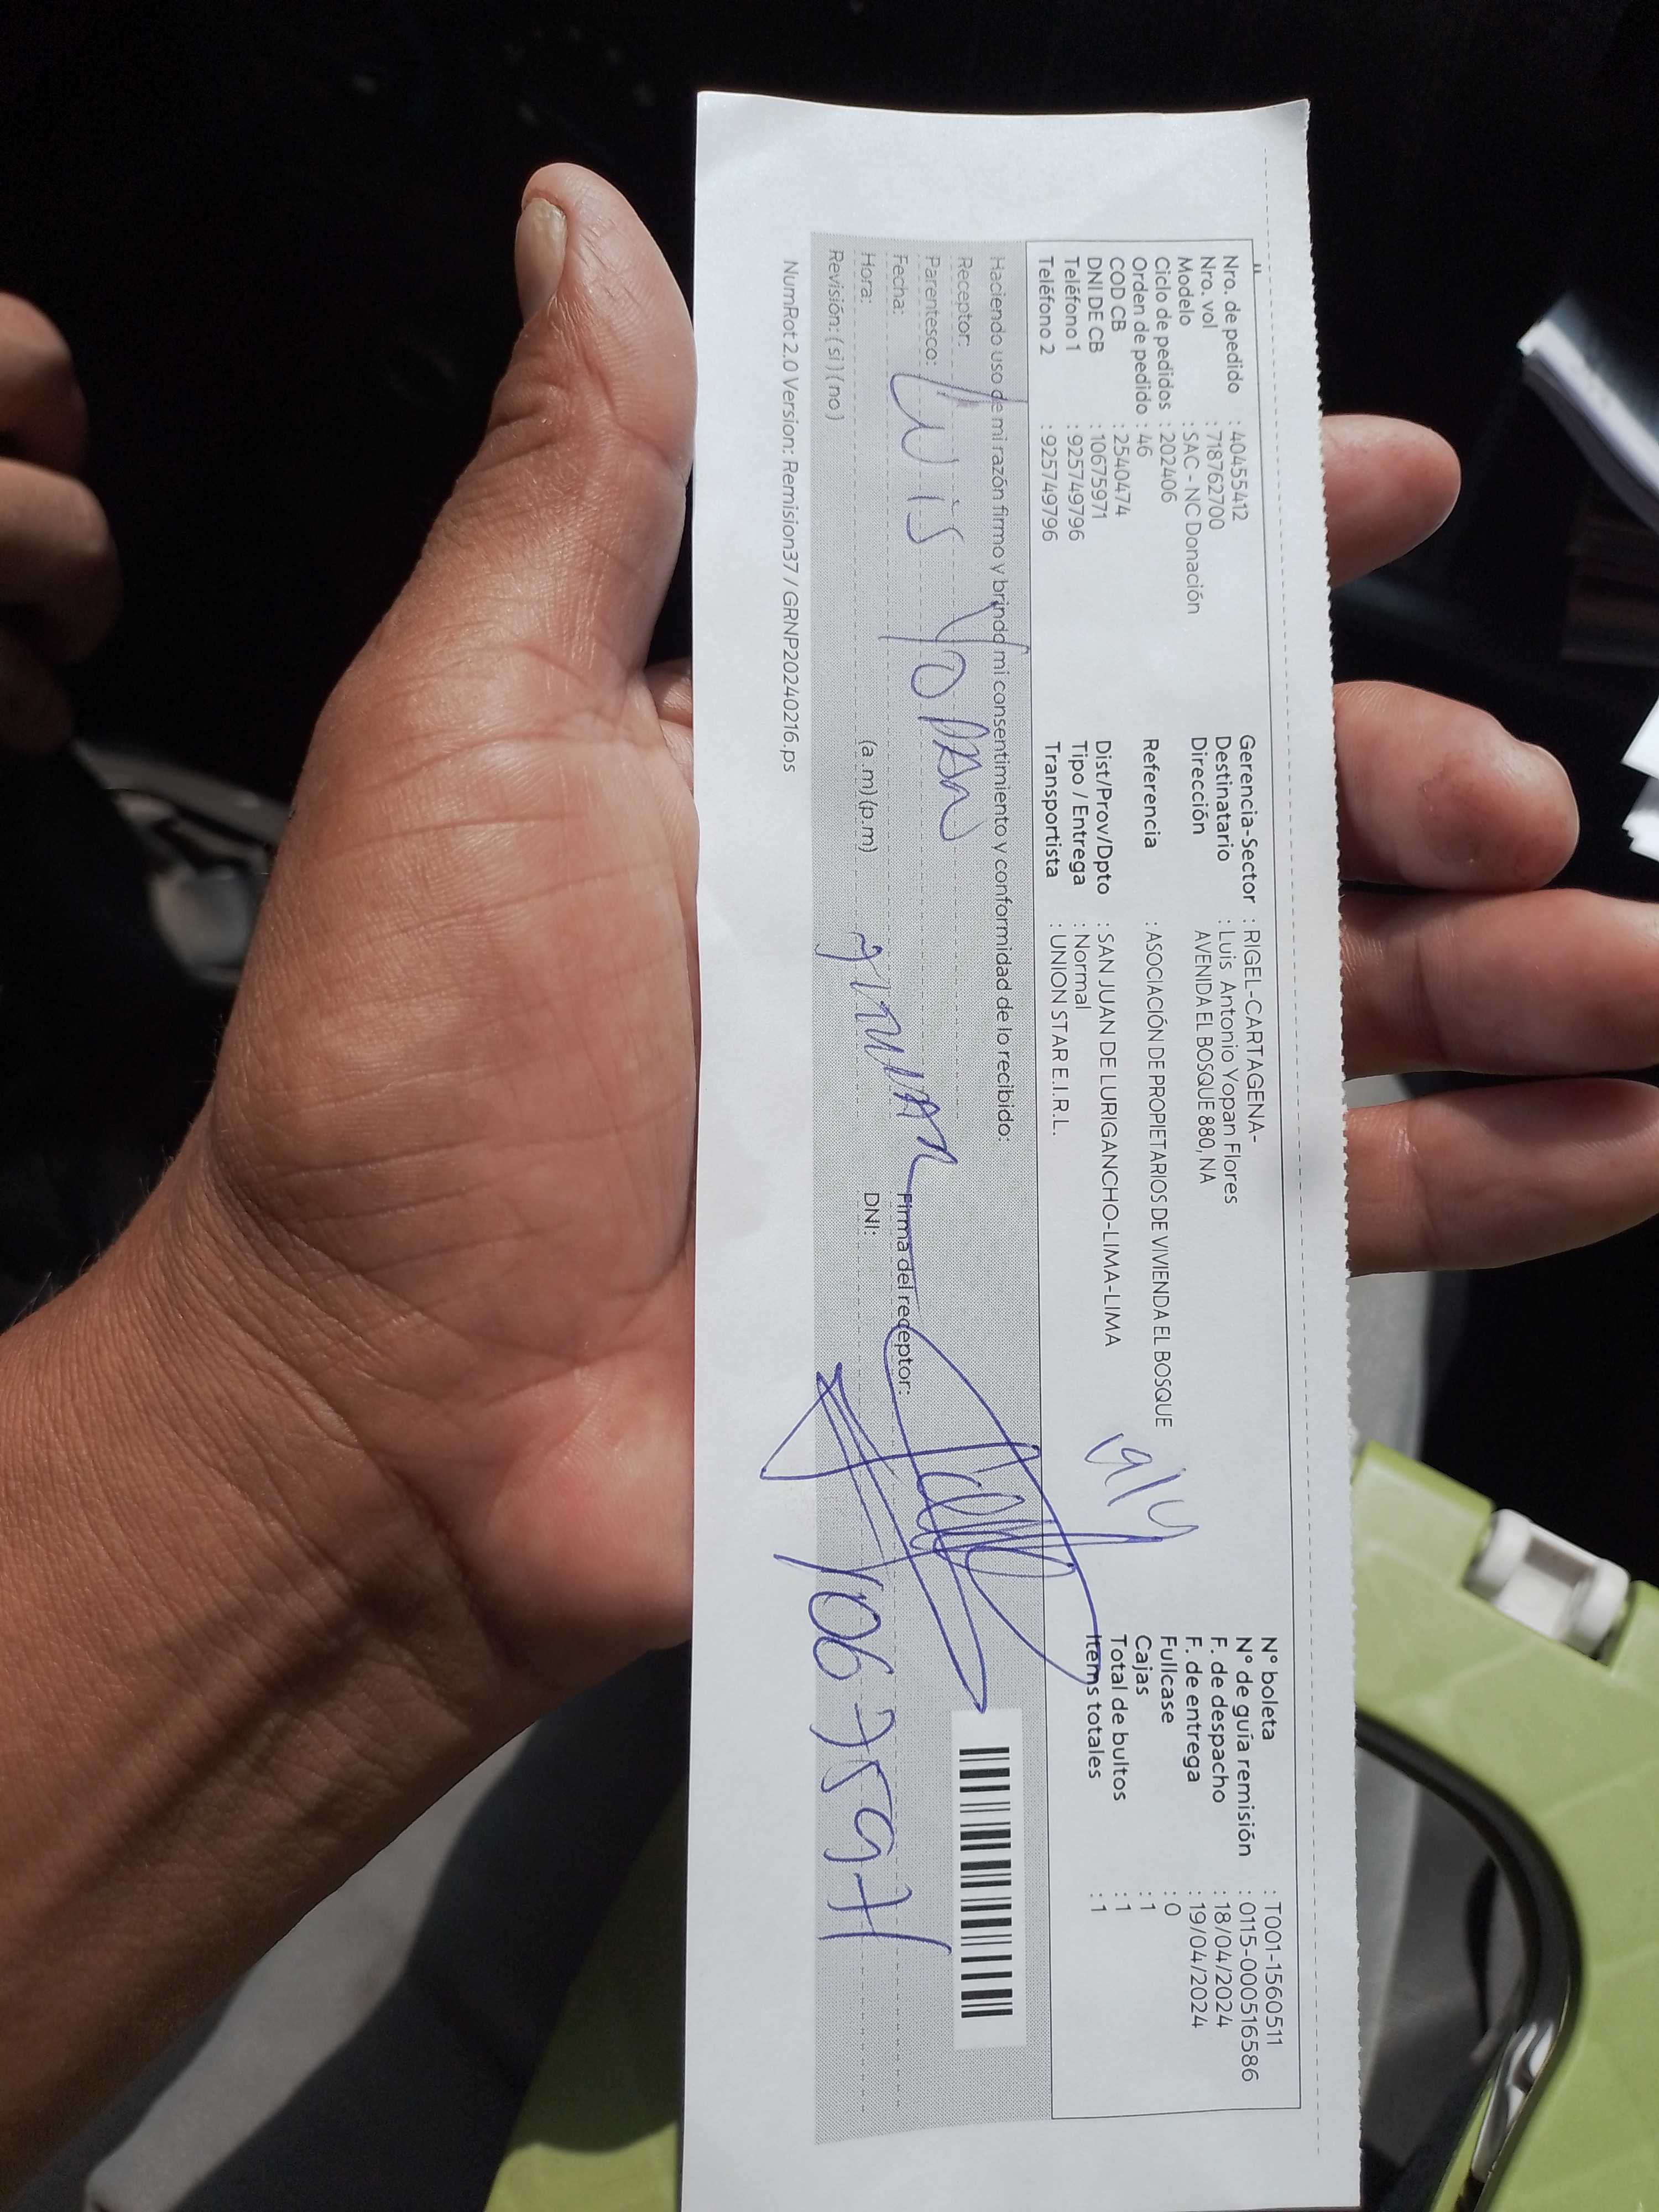 Nro. de pedido : 40455412
Nro. vol : 718762700
Modelo : SAC - NC Donación
Ciclo de pedidos : 202406
Orden de pedido : 46
COD CB : 2540474
DNI DE CB : 10675971
Teléfono 1 : 925749796
Teléfono 2 : 925749796
Gerencia-Sector : RIGEL-CARTAGENA-
Destinatario : Luis Antonio Yopan Flores
Dirección AVENIDA EL BOSQUE 880, NA
Referencia : ASOCIACIÓN DE PROPIETARIOS DE VIVIENDA EL BOSQUE
Dist/Prov/Dpto : SAN JUAN DE LURIGANCHO-LIMA-LIMA
Tipo / Entrega : Normal
Transportista : UNION STAR E.I.R.L.
N° boleta : T001-1560511
N° de guía remisión : 0115-000516586
F. de despacho : 18/04/2024
F. de entrega : 19/04/2024
Fullcase : 0
Cajas : 1
Total de bultos : 1
Items totales : 1
19/4
Haciendo uso de mi razón firmo y brindo mi consentimiento y conformidad de lo recibido:
Receptor:
Parentesco: Luis Yopan
Fecha:
Hora: (a .m) (p.m)
Revisión: ( si ) ( no )
Firma del receptor:
DNI: 10675971
NumRot 2.0 Version: Remision37 / GRNP20240216.ps